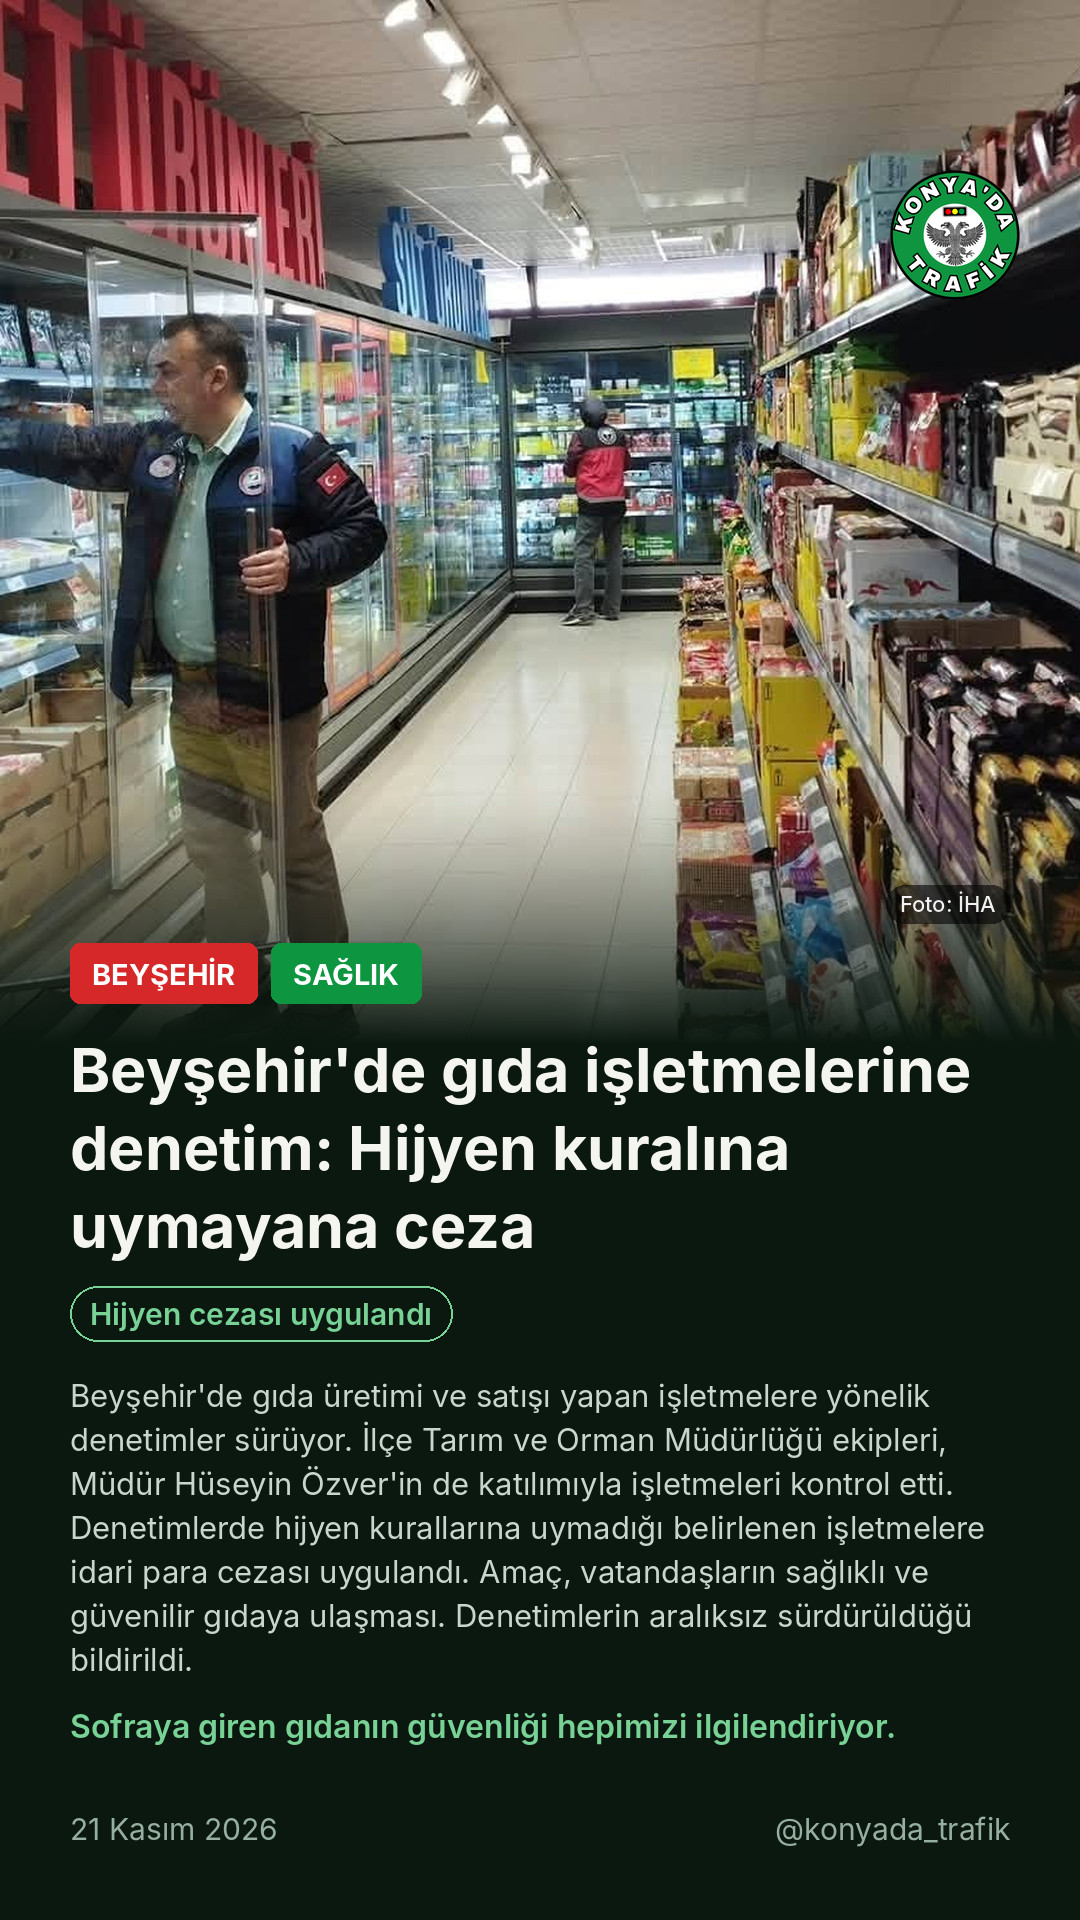 ET ÜRÜNLERİ
SÜT ÜRÜNLERİ
KONYA'DA
TRAFİK
Foto: İHA
BEYŞEHİR
SAĞLIK
Beyşehir'de gıda işletmelerine
denetim: Hijyen kuralına
uymayana ceza
Hijyen cezası uygulandı
Beyşehir'de gıda üretimi ve satışı yapan işletmelere yönelik
denetimler sürüyor. İlçe Tarım ve Orman Müdürlüğü ekipleri,
Müdür Hüseyin Özver'in de katılımıyla işletmeleri kontrol etti.
Denetimlerde hijyen kurallarına uymadığı belirlenen işletmelere
idari para cezası uygulandı. Amaç, vatandaşların sağlıklı ve
güvenilir gıdaya ulaşması. Denetimlerin aralıksız sürdürüldüğü
bildirildi.
Sofraya giren gıdanın güvenliği hepimizi ilgilendiriyor.
21 Kasım 2026
@konyada_trafik